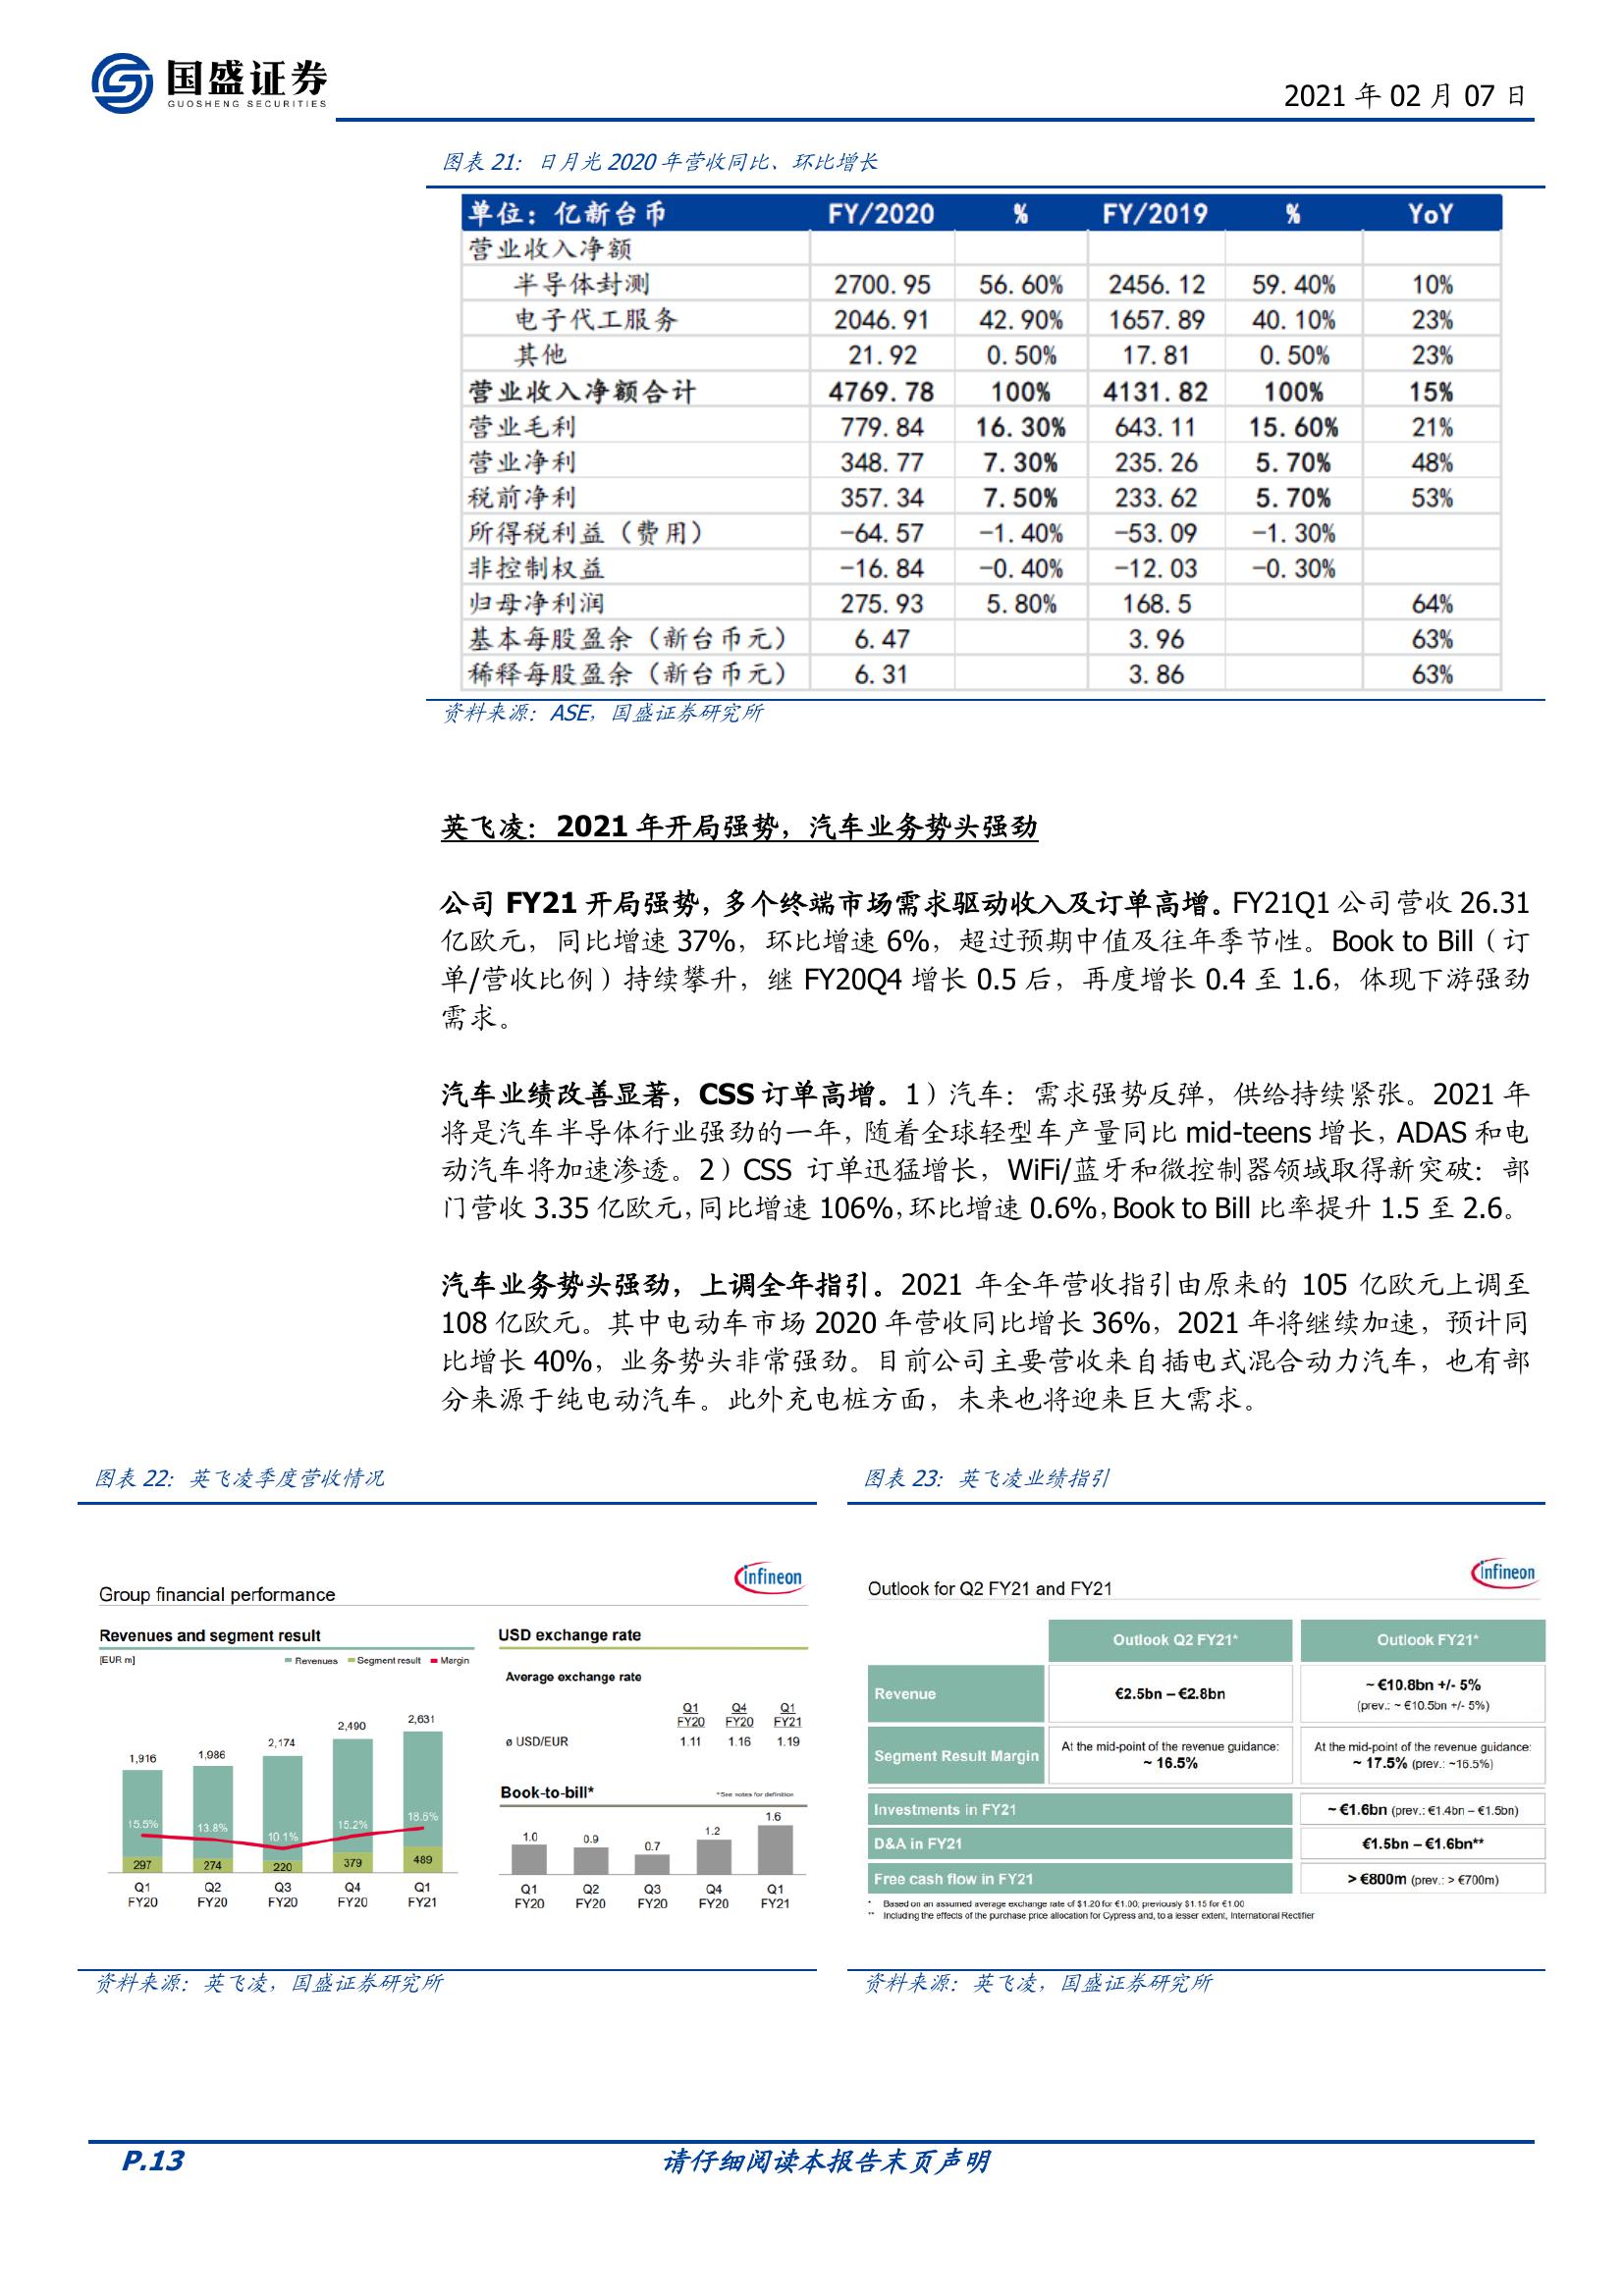 国盛证券
GUOSHENG SECURITIES
2021 年 02 月 07 日
图表 21：日月光 2020 年营收同比、环比增长
单位：亿新台币 FY/2020 % FY/2019 % YoY
营业收入净额
半导体封测 2700.95 56.60% 2456.12 59.40% 10%
电子代工服务 2046.91 42.90% 1657.89 40.10% 23%
其他 21.92 0.50% 17.81 0.50% 23%
营业收入净额合计 4769.78 100% 4131.82 100% 15%
营业毛利 779.84 16.30% 643.11 15.60% 21%
营业净利 348.77 7.30% 235.26 5.70% 48%
税前净利 357.34 7.50% 233.62 5.70% 53%
所得税利益（费用） -64.57 -1.40% -53.09 -1.30%
非控制权益 -16.84 -0.40% -12.03 -0.30%
归母净利润 275.93 5.80% 168.5 64%
基本每股盈余（新台币元） 6.47 3.96 63%
稀释每股盈余（新台币元） 6.31 3.86 63%
资料来源：ASE，国盛证券研究所
英飞凌：2021 年开局强势，汽车业务势头强劲
公司 FY21 开局强势，多个终端市场需求驱动收入及订单高增。FY21Q1 公司营收 26.31
亿欧元，同比增速 37%，环比增速 6%，超过预期中值及往年季节性。Book to Bill（订
单/营收比例）持续攀升，继 FY20Q4 增长 0.5 后，再度增长 0.4 至 1.6，体现下游强劲
需求。
汽车业绩改善显著，CSS 订单高增。1）汽车：需求强势反弹，供给持续紧张。2021 年
将是汽车半导体行业强劲的一年，随着全球轻型车产量同比 mid-teens 增长，ADAS 和电
动汽车将加速渗透。2）CSS 订单迅猛增长，WiFi/蓝牙和微控制器领域取得新突破：部
门营收 3.35 亿欧元，同比增速 106%，环比增速 0.6%，Book to Bill 比率提升 1.5 至 2.6。
汽车业务势头强劲，上调全年指引。2021 年全年营收指引由原来的 105 亿欧元上调至
108 亿欧元。其中电动车市场 2020 年营收同比增长 36%，2021 年将继续加速，预计同
比增长 40%，业务势头非常强劲。目前公司主要营收来自插电式混合动力汽车，也有部
分来源于纯电动汽车。此外充电桩方面，未来也将迎来巨大需求。
图表 22：英飞凌季度营收情况
Group financial performance
infineon
Revenues and segment result
[EUR m]
Revenues Segment result Margin
1,916 1,986 2,174 2,490 2,631
15.5% 13.8% 10.1% 15.2% 18.6%
297 274 220 379 489
Q1 Q2 Q3 Q4 Q1
FY20 FY20 FY20 FY20 FY21
USD exchange rate
Average exchange rate
Q1 Q4 Q1
FY20 FY20 FY21
ø USD/EUR 1.11 1.16 1.19
Book-to-bill*
*See notes for definition
1.0 0.9 0.7 1.2 1.6
Q1 Q2 Q3 Q4 Q1
FY20 FY20 FY20 FY20 FY21
资料来源：英飞凌，国盛证券研究所
图表 23：英飞凌业绩指引
Outlook for Q2 FY21 and FY21
infineon
Outlook Q2 FY21* Outlook FY21*
Revenue €2.5bn – €2.8bn ~ €10.8bn +/- 5%
(prev.: ~ €10.5bn +/- 5%)
Segment Result Margin At the mid-point of the revenue guidance: At the mid-point of the revenue guidance:
~ 16.5% ~ 17.5% (prev.: ~16.5%)
Investments in FY21 ~ €1.6bn (prev.: €1.4bn – €1.5bn)
D&A in FY21 €1.5bn – €1.6bn**
Free cash flow in FY21 > €800m (prev.: > €700m)
* Based on an assumed average exchange rate of $1.20 for €1.00; previously $1.15 for €1.00
** Including the effects of the purchase price allocation for Cypress and, to a lesser extent, International Rectifier
资料来源：英飞凌，国盛证券研究所
P.13
请仔细阅读本报告末页声明